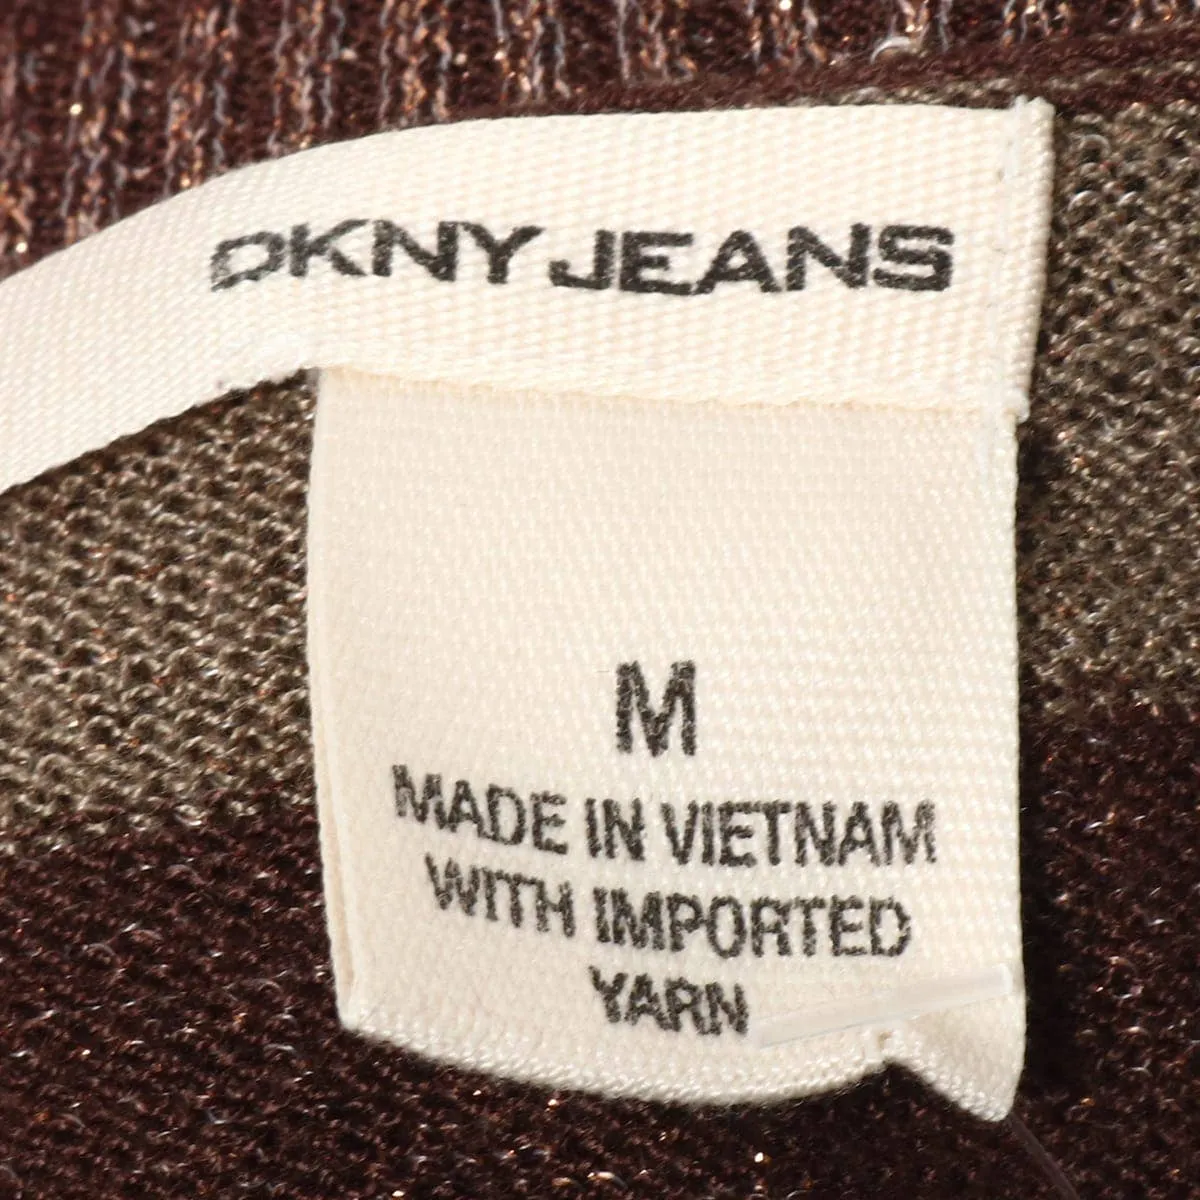 DKNY JEANS
M
MADE IN VIETNAM
WITH IMPORTED
YARN